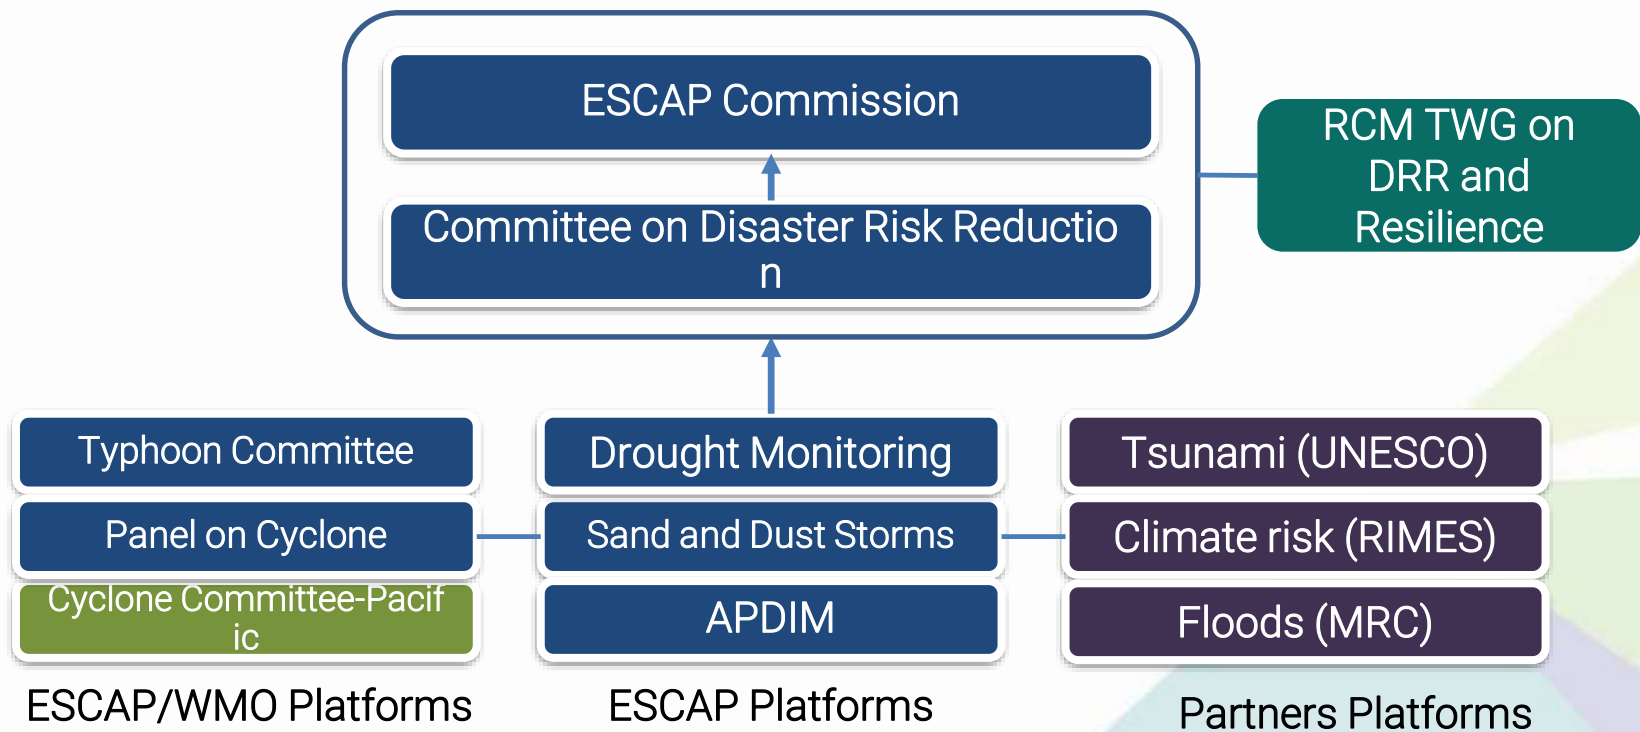 ESCAP Commission
Committee on Disaster Risk Reductio
n
RCM TWG on
DRR and
Resilience
Typhoon Committee
Panel on Cyclone
Cyclone Committee-Pacif
ic
ESCAP/WMO Platforms
Drought Monitoring
Sand and Dust Storms
APDIM
ESCAP Platforms
Tsunami (UNESCO)
Climate risk (RIMES)
Floods (MRC)
Partners Platforms